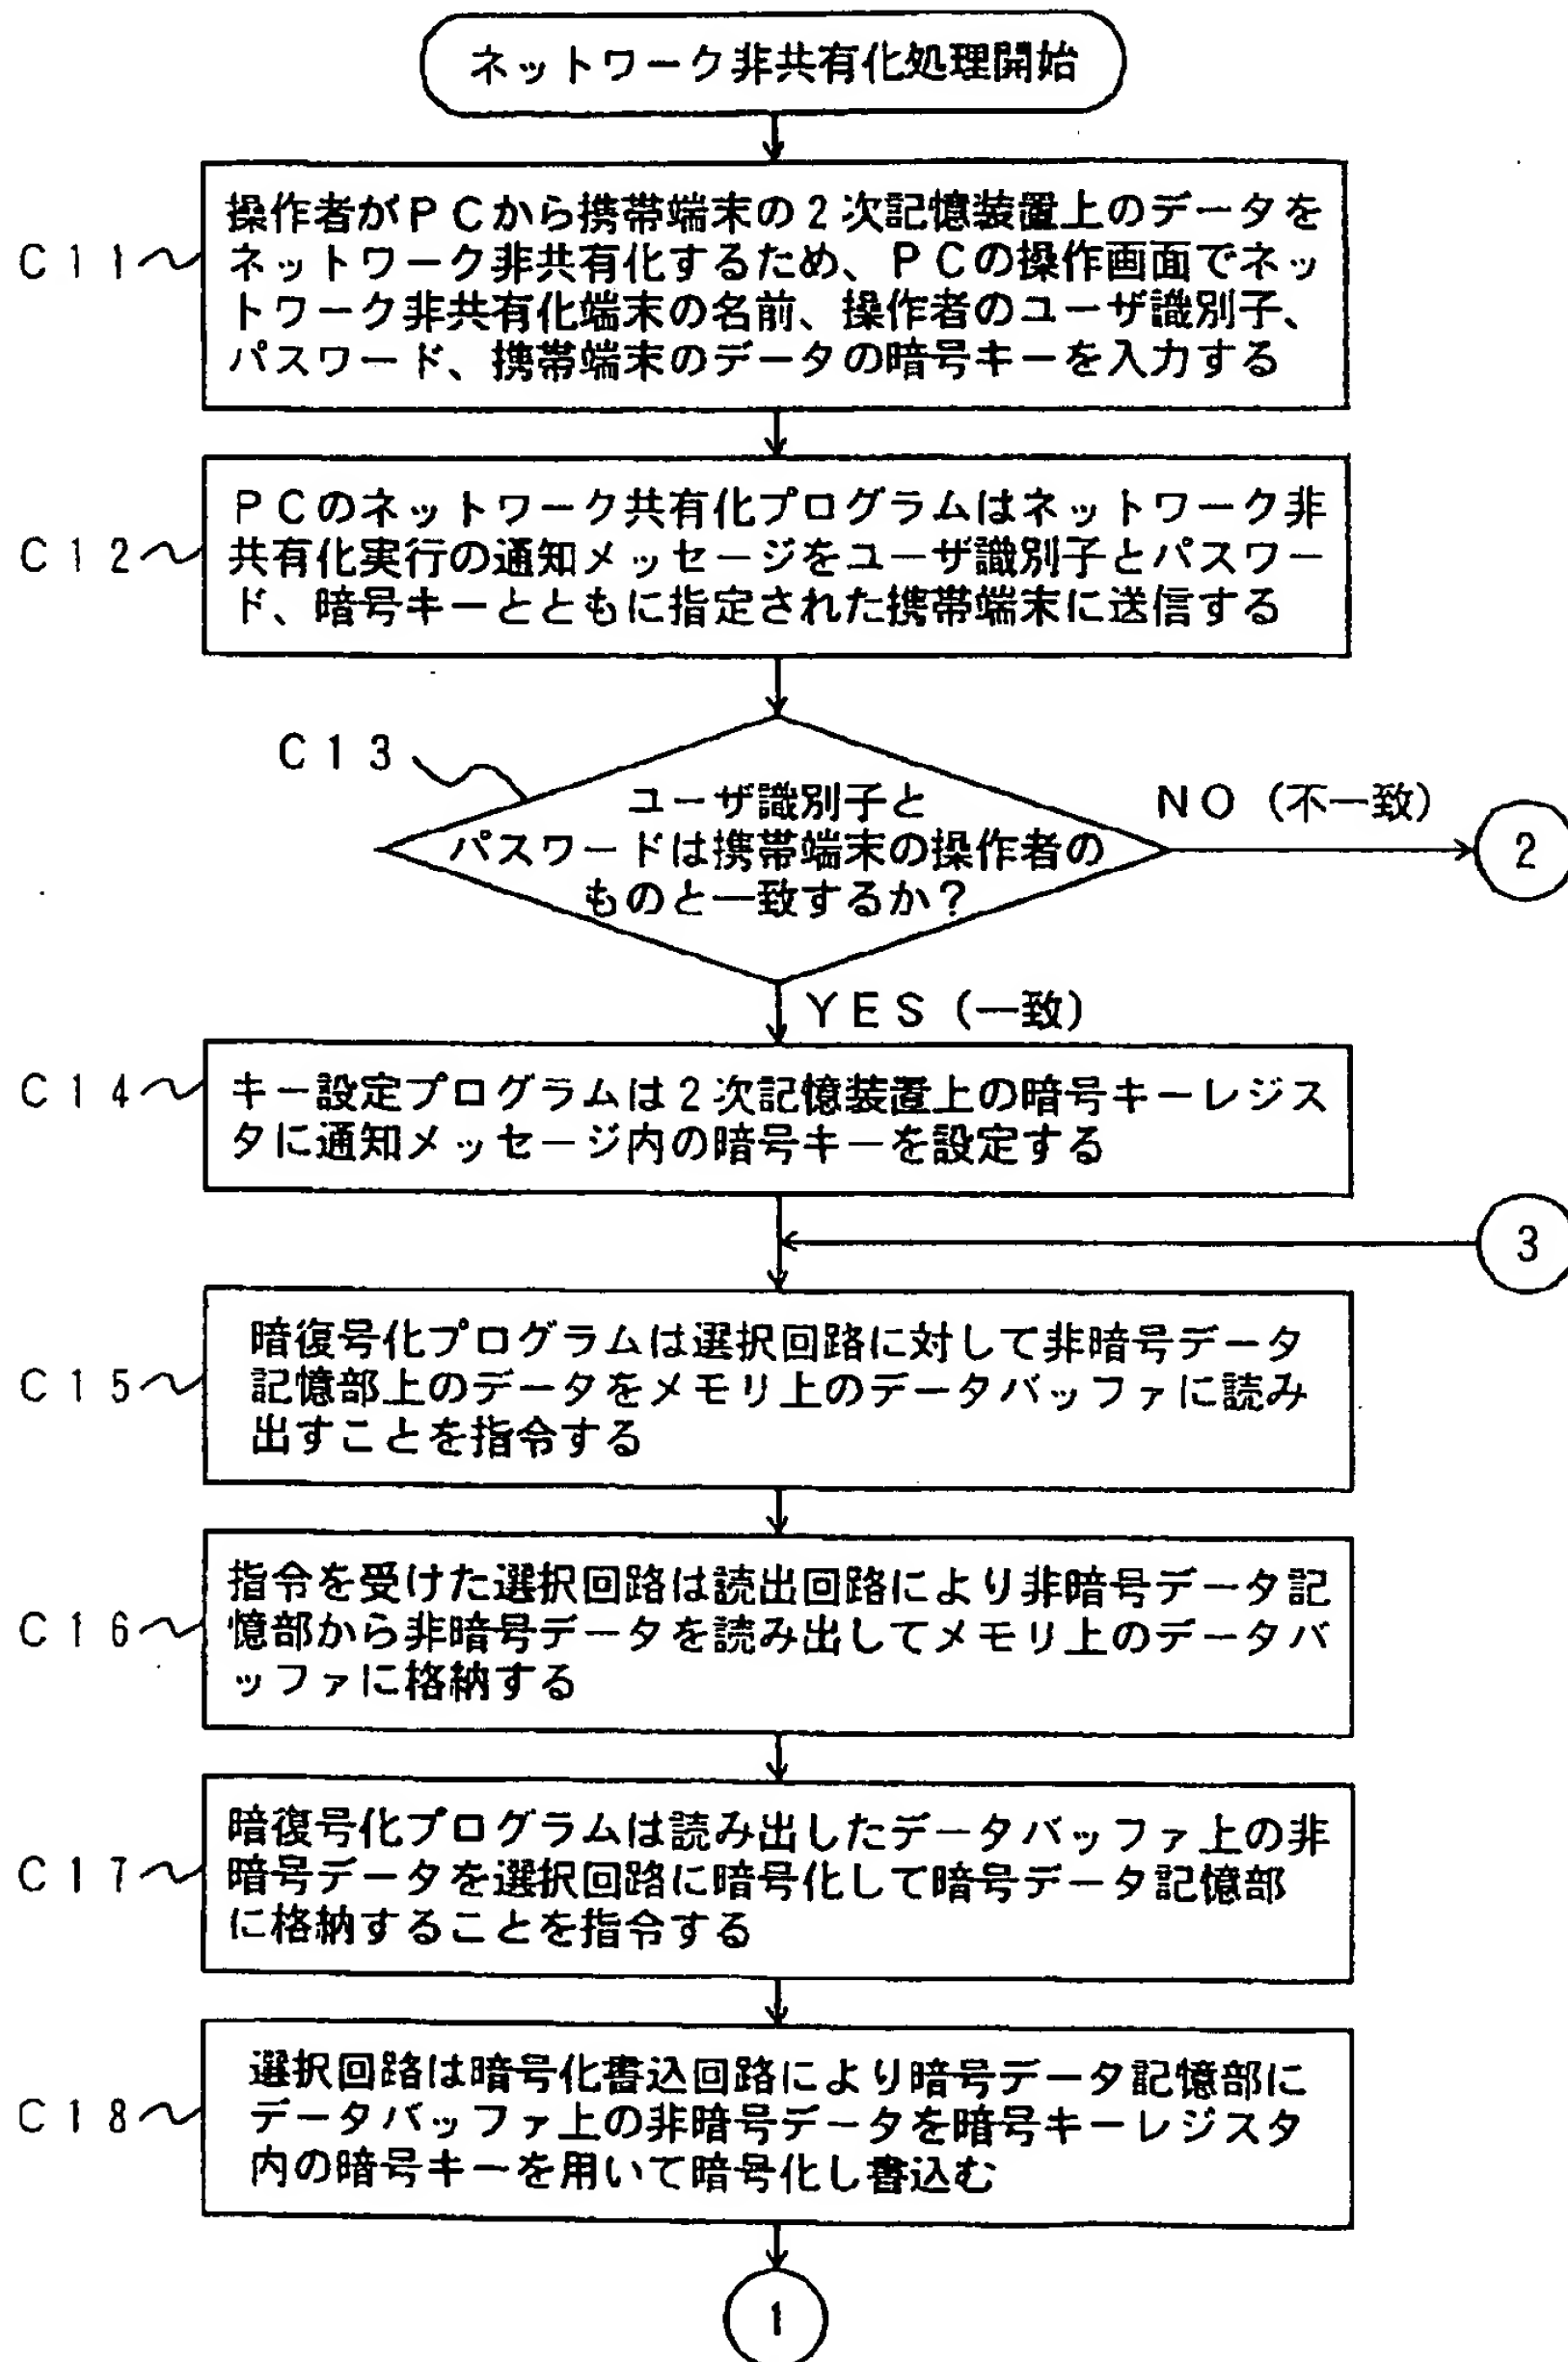 ネットワーク非共有化処理開始
C11
操作者がPCから携帯端末の2次記憶装置上のデータを
ネットワーク非共有化するため、PCの操作画面でネッ
トワーク非共有化端末の名前、操作者のユーザ識別子、
パスワード、携帯端末のデータの暗号キーを入力する
C12
PCのネットワーク共有化プログラムはネットワーク非
共有化実行の通知メッセージをユーザ識別子とパスワー
ド、暗号キーとともに指定された携帯端末に送信する
C13
ユーザ識別子と
パスワードは携帯端末の操作者の
ものと一致するか?
NO(不一致)
2
YES(一致)
C14
キー設定プログラムは2次記憶装置上の暗号キーレジス
タに通知メッセージ内の暗号キーを設定する
3
C15
暗復号化プログラムは選択回路に対して非暗号データ
記憶部上のデータをメモリ上のデータバッファに読み
出すことを指令する
C16
指令を受けた選択回路は読出回路により非暗号データ記
憶部から非暗号データを読み出してメモリ上のデータバ
ッファに格納する
C17
暗復号化プログラムは読み出したデータバッファ上の非
暗号データを選択回路に暗号化して暗号データ記憶部
に格納することを指令する
C18
選択回路は暗号化書込回路により暗号データ記憶部に
データバッファ上の非暗号データを暗号キーレジスタ
内の暗号キーを用いて暗号化し書込む
1